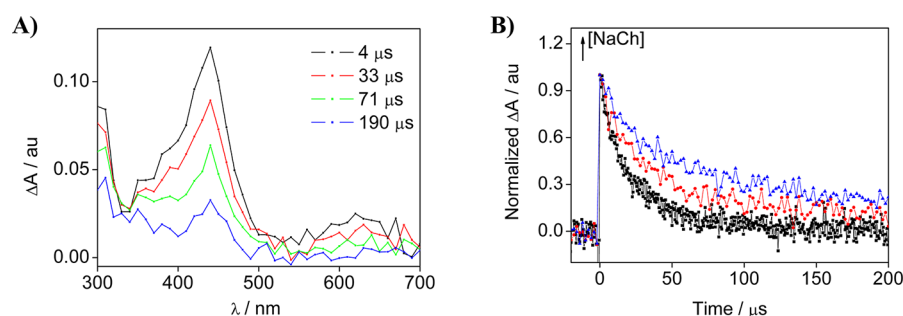 A)
ΔA / au
0.10
0.05
0.00
4 μs
33 μs
71 μs
190 μs
300 400 500 600 700
λ / nm
B)
Normalized ΔA / au
1.2
0.9
0.6
0.3
0.0
[NaCh]
0 50 100 150 200
Time / μs